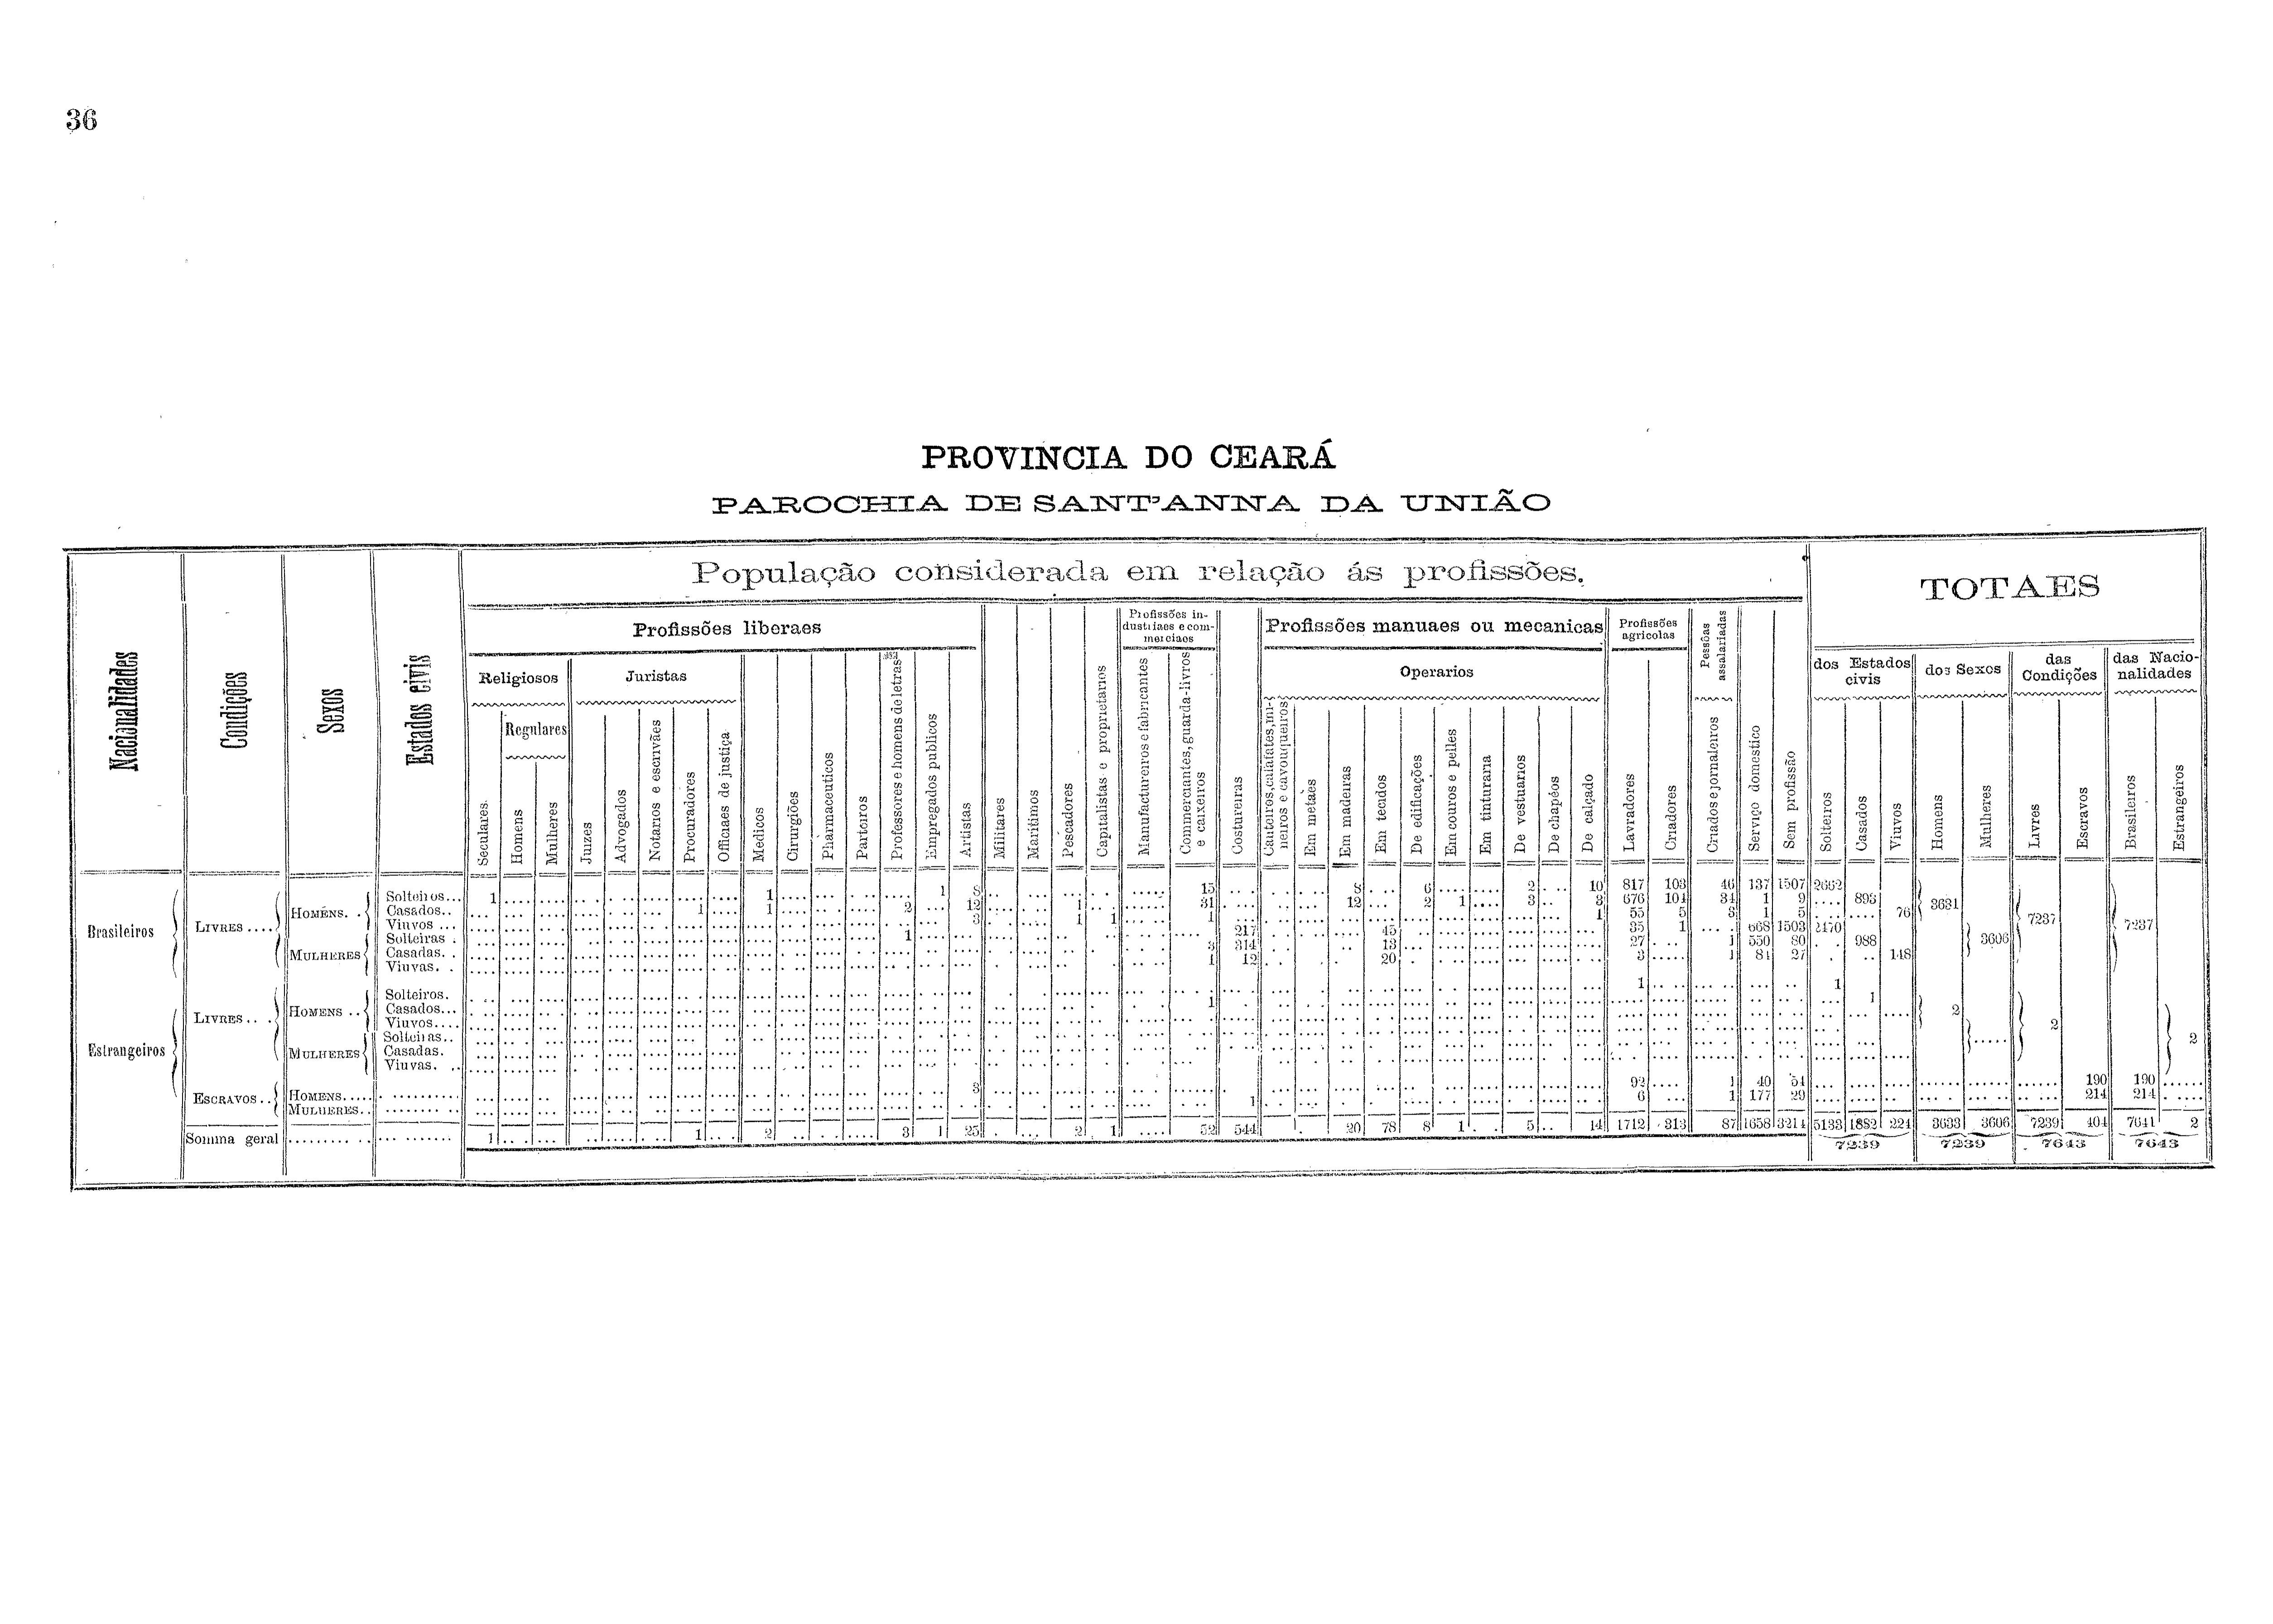 36
PROVINCIA DO CEARÁ
PAROCHIA DE SANT'ANNA DA UNIÃO
Nacionalidades
Condições
Sexos
Estados civis
População considerada em relação ás profissões.
TOTAES
Profissões liberaes
Profissões industriaes e commerciaes
Profissões manuaes ou mecanicas
Profissões agricolas
Pessôas assalariadas
Religiosos
Juristas
Operarios
dos Estados civis
dos Sexos
das Condições
das Nacionalidades
Regulares
Seculares.
Homens
Mulheres
Juizes
Advogados
Notarios e escrivães
Procuradores
Officiaes de justiça
Medicos
Cirurgiões
Pharmaceuticos
Parteiros
Professores e homens de letras
Empregados publicos
Artistas
Militares
Maritimos
Pescadores
Capitalistas e proprietarios
Manufactureiros e fabricantes
Commerciantes, guarda-livros e caixeiros
Costureiras
Canteiros, calafates, mineiros e cavouqueiros
Em metaes
Em madeiras
Em tecidos
De edificações
Em couros e pelles
Em tinturaria
De vestuarios
De chapéos
De calçado
Lavradores
Criadores
Criados e jornaleiros
Serviço domestico
Sem profissão
Solteiros
Casados
Viuvos
Homens
Mulheres
Livres
Escravos
Brasileiros
Estrangeiros
Brasileiros
LIVRES ....
HOMENS. .
Solteiros... 1 1 1 8 15 8 6 2 10 817 103 46 137 1507 2662
Casados.. 1 1 2 12 1 31 12 2 1 3 3 676 104 34 1 9 893
Viuvos ... 3 1 1 1 1 55 5 3 1 5 76
3631
MULHERES
Solteiras . 1 217 45 35 1 668 1503 2470
Casadas. . 3 314 13 27 1 550 80 988
Viuvas. . 1 12 20 3 1 81 27 148
3606
7237
7237
Estrangeiros
LIVRES.. .
HOMENS ..
Solteiros. 1 1
Casados... 1 1
Viuvos....
2
MULHERES
Solteiras..
Casadas.
Viuvas. ..
2
2
ESCRAVOS..
HOMENS..... 3 92 1 40 54 190 190
MULHERES.. 1 6 1 177 29 214 214
Somma geral 1 1 2 3 1 25 2 1 52 544 20 78 8 1 5 14 1712 313 87 1658 3214 5133 1882 224 3633 3606 7239 404 7641 2
7239 7239 7643 7643